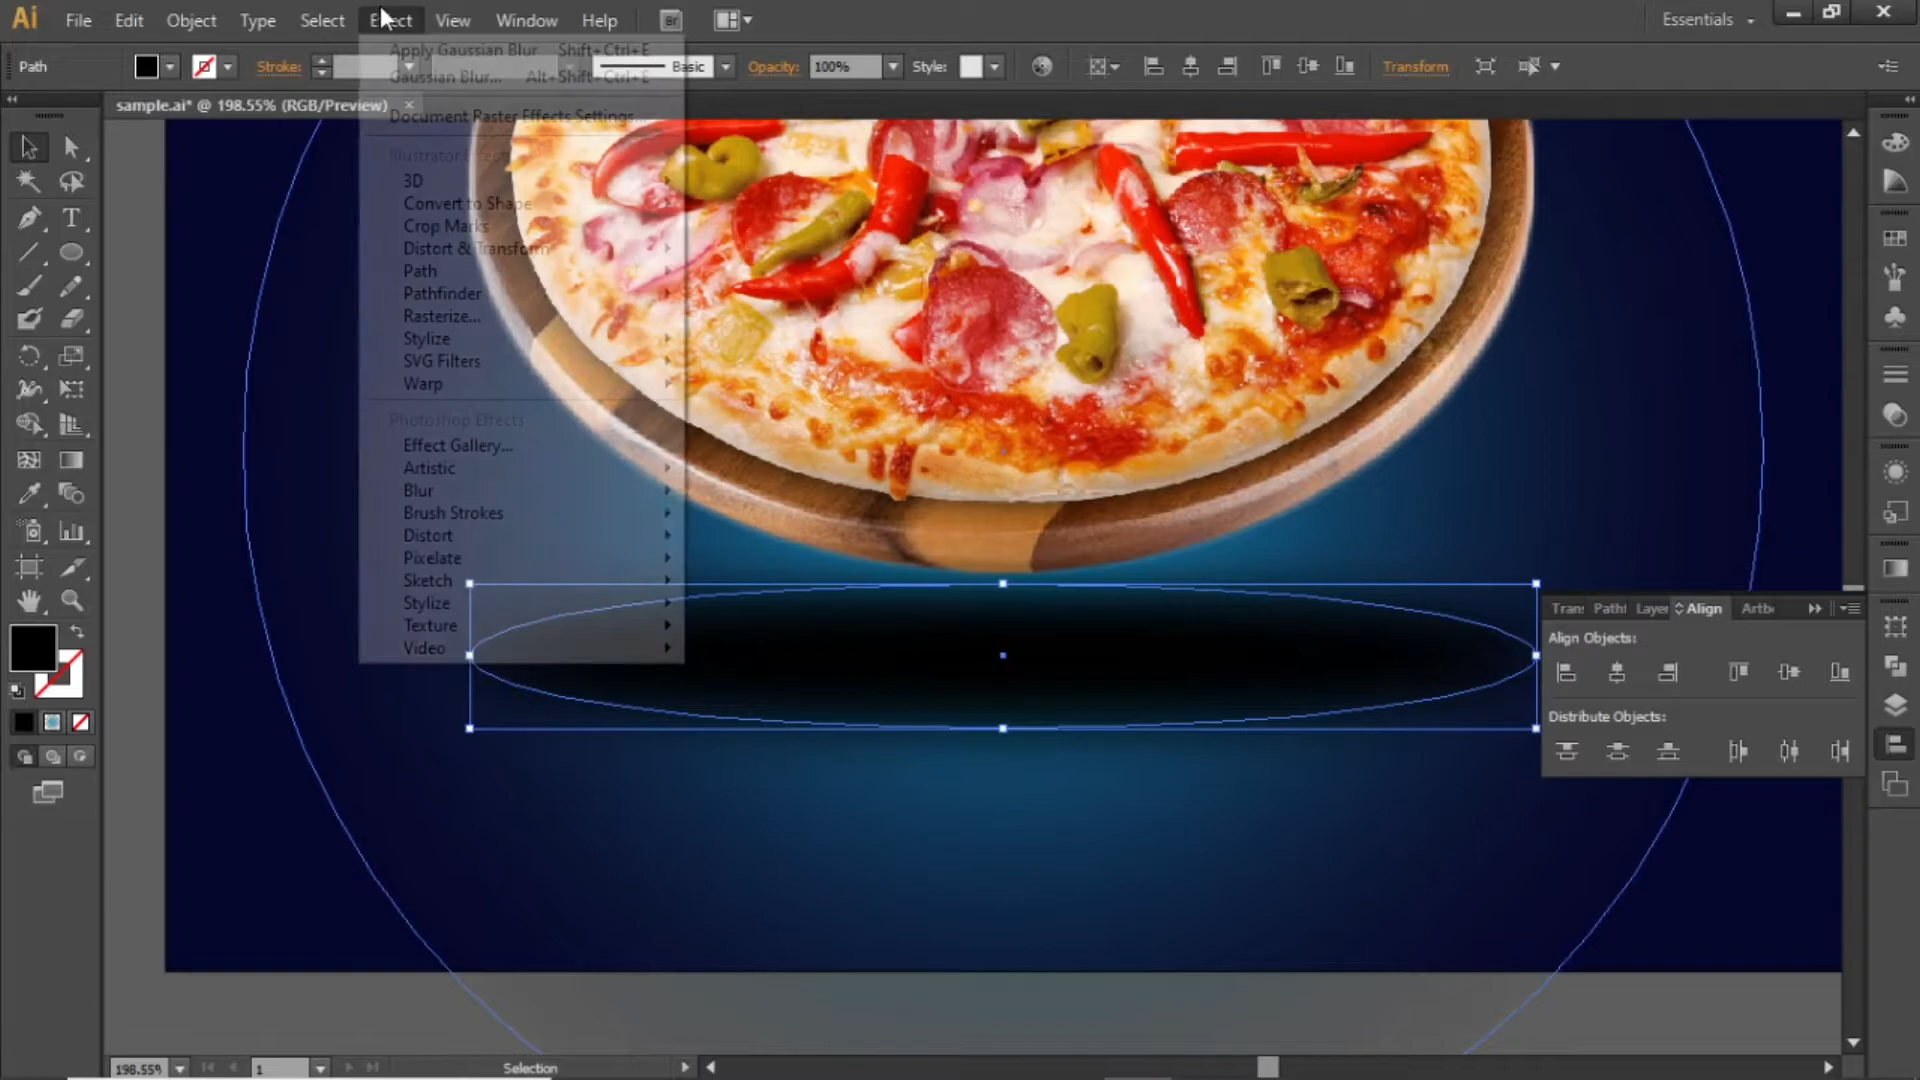 Ai File Edit Object Type Select Effect View Window Help Br Essentials
Path Stroke: Basic Opacity: 100% Style: Transform
sample.ai* @ 198.55% (RGB/Preview) ×
Apply Gaussian Blur Shift+Ctrl+E
Gaussian Blur... Alt+Shift+Ctrl+E
Document Raster Effects Settings...
Illustrator Effects
3D
Convert to Shape
Crop Marks
Distort & Transform
Path
Pathfinder
Rasterize...
Stylize
SVG Filters
Warp
Photoshop Effects
Effect Gallery...
Artistic
Blur
Brush Strokes
Distort
Pixelate
Sketch
Stylize
Texture
Video
Trans Pathf Layer Align Artbo
Align Objects:
Distribute Objects:
198.55% 1 Selection